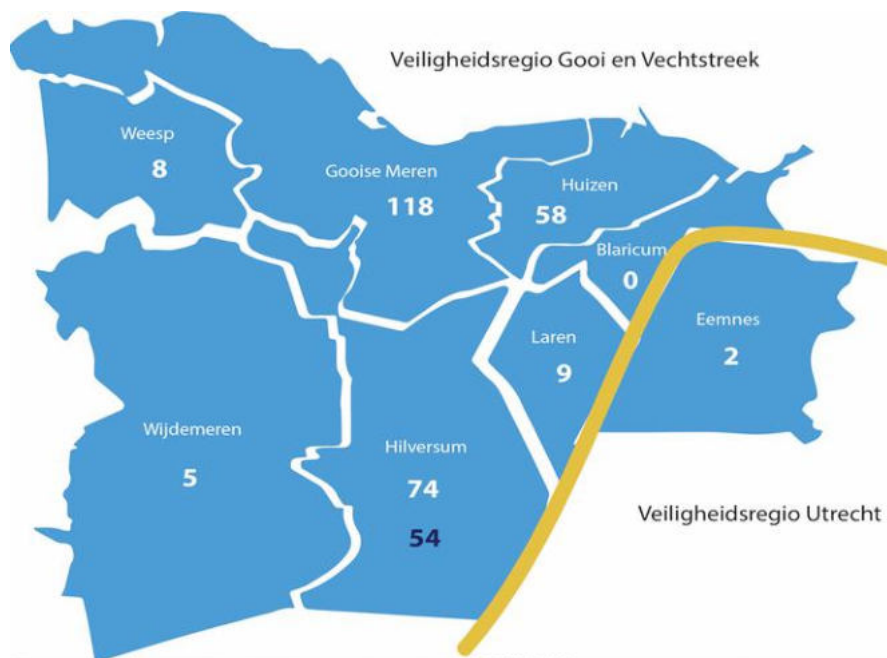 Veiligheidsregio Gooi en Vechtstreek
Weesp
8
Gooise Meren
118
Huizen
58
Blaricum
0
Eemnes
2
Laren
9
Wijdemeren
5
Hilversum
74
54
Veiligheidsregio Utrecht